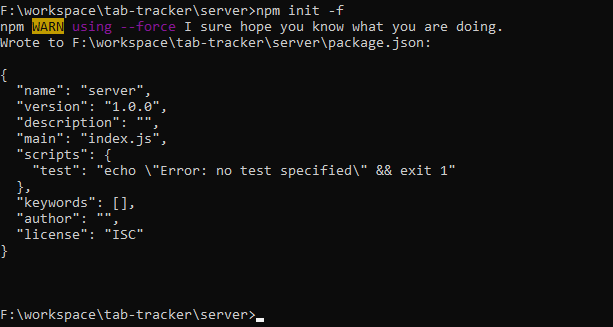 F:\workspace\tab-tracker\server>npm init -f
npm WARN using --force I sure hope you know what you are doing.
Wrote to F:\workspace\tab-tracker\server\package.json:

{
  "name": "server",
  "version": "1.0.0",
  "description": "",
  "main": "index.js",
  "scripts": {
    "test": "echo \"Error: no test specified\" && exit 1"
  },
  "keywords": [],
  "author": "",
  "license": "ISC"
}

F:\workspace\tab-tracker\server>